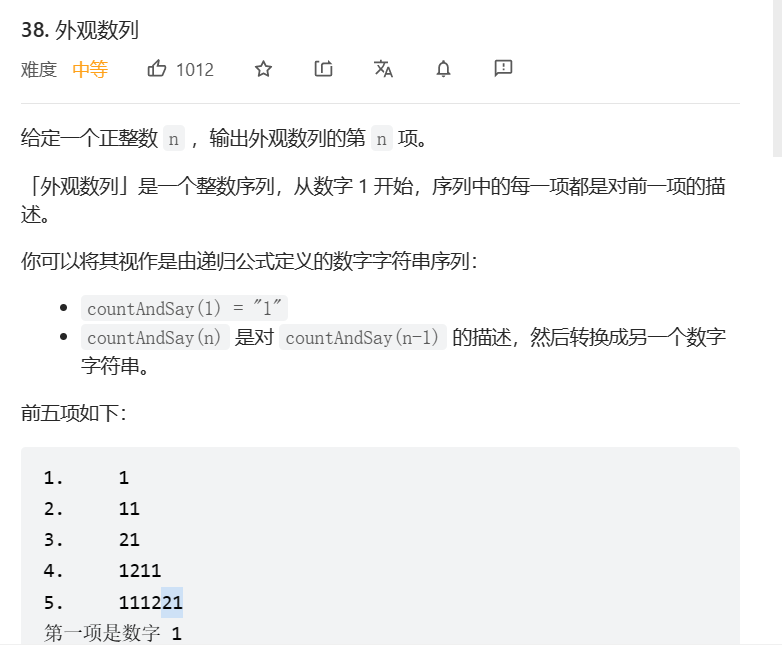 38. 外观数列
难度 中等 1012
给定一个正整数 n ，输出外观数列的第 n 项。
「外观数列」是一个整数序列，从数字 1 开始，序列中的每一项都是对前一项的描
述。
你可以将其视作是由递归公式定义的数字字符串序列：
countAndSay(1) = "1"
countAndSay(n) 是对 countAndSay(n-1) 的描述，然后转换成另一个数字
字符串。
前五项如下：
1. 1
2. 11
3. 21
4. 1211
5. 111221
第一项是数字 1